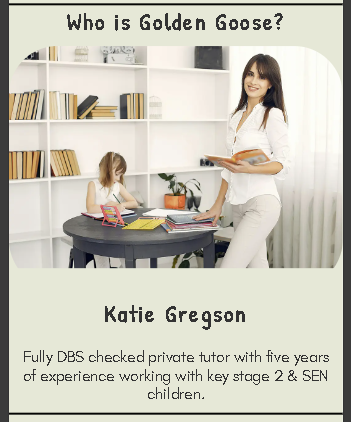 Who is Golden Goose?
Katie Gregson
Fully DBS checked private tutor with five years
of experience working with key stage 2 & SEN
children.